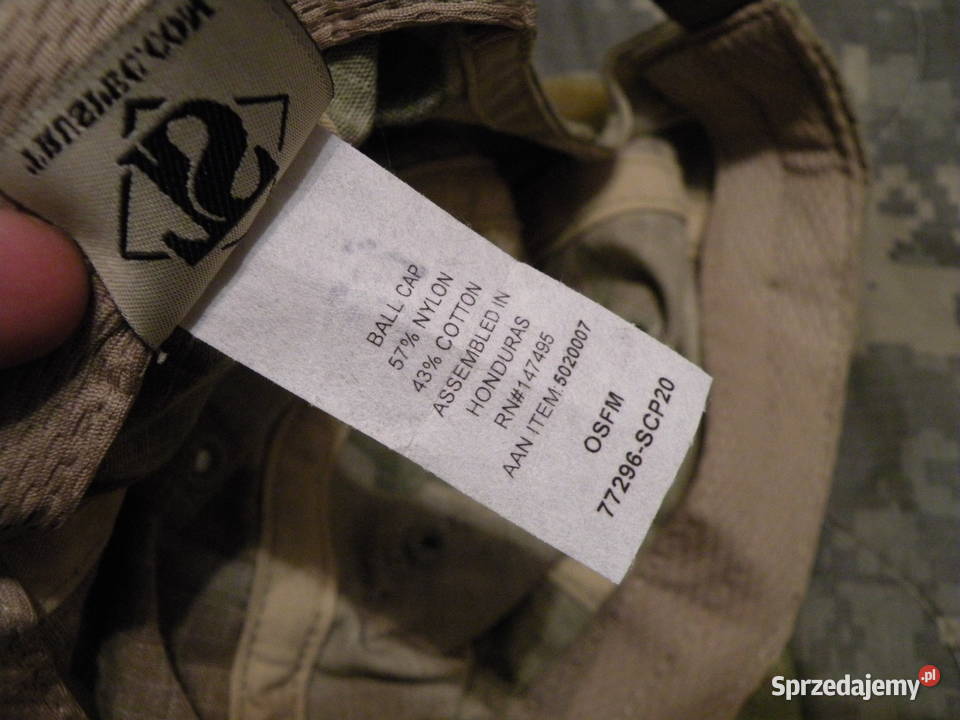 BALL CAP
57% NYLON
43% COTTON
ASSEMBLED IN
HONDURAS
RN#147495
AAN ITEM:5020007
OSFM
77296-SCP20
Sprzedajemy.pl